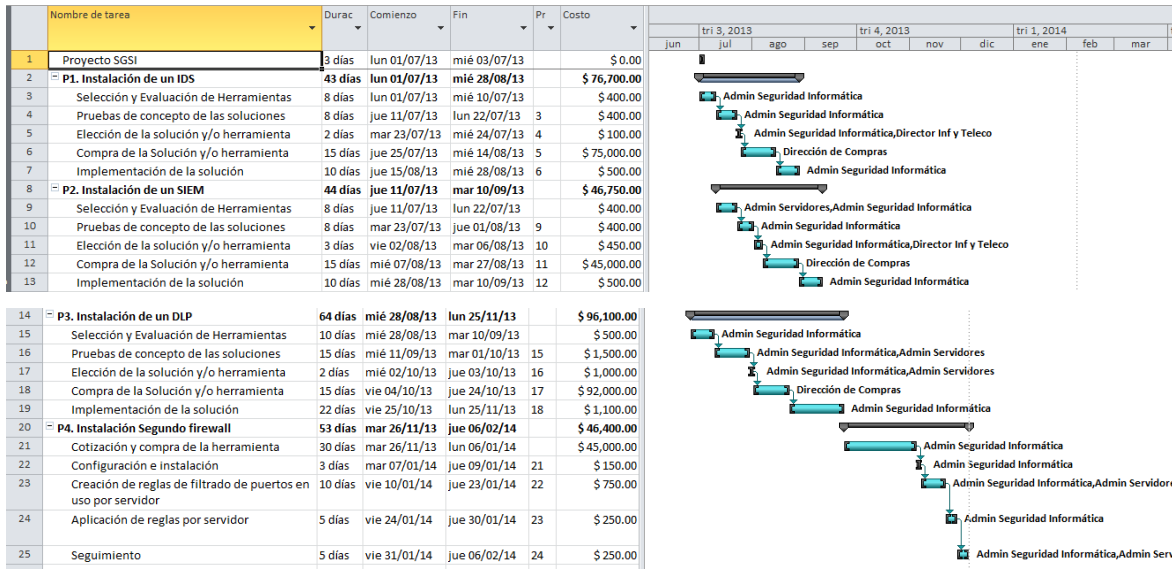 Nombre de tarea Durac Comienzo Fin Pr Costo
tri 3, 2013 tri 4, 2013 tri 1, 2014
jun jul ago sep oct nov dic ene feb mar
1 Proyecto SGSI 3 días lun 01/07/13 mié 03/07/13 $ 0.00
2 P1. Instalación de un IDS 43 días lun 01/07/13 mié 28/08/13 $ 76,700.00
3 Selección y Evaluación de Herramientas 8 días lun 01/07/13 mié 10/07/13 $ 400.00 Admin Seguridad Informática
4 Pruebas de concepto de las soluciones 8 días jue 11/07/13 lun 22/07/13 3 $ 400.00 Admin Seguridad Informática
5 Elección de la solución y/o herramienta 2 días mar 23/07/13 mié 24/07/13 4 $ 100.00 Admin Seguridad Informática,Director Inf y Teleco
6 Compra de la Solución y/o herramienta 15 días jue 25/07/13 mié 14/08/13 5 $ 75,000.00 Dirección de Compras
7 Implementación de la solución 10 días jue 15/08/13 mié 28/08/13 6 $ 500.00 Admin Seguridad Informática
8 P2. Instalación de un SIEM 44 días jue 11/07/13 mar 10/09/13 $ 46,750.00
9 Selección y Evaluación de Herramientas 8 días jue 11/07/13 lun 22/07/13 $ 400.00 Admin Servidores,Admin Seguridad Informática
10 Pruebas de concepto de las soluciones 8 días mar 23/07/13 jue 01/08/13 9 $ 400.00 Admin Seguridad Informática
11 Elección de la solución y/o herramienta 3 días vie 02/08/13 mar 06/08/13 10 $ 450.00 Admin Seguridad Informática,Director Inf y Teleco
12 Compra de la Solución y/o herramienta 15 días mié 07/08/13 mar 27/08/13 11 $ 45,000.00 Dirección de Compras
13 Implementación de la solución 10 días mié 28/08/13 mar 10/09/13 12 $ 500.00 Admin Seguridad Informática
14 P3. Instalación de un DLP 64 días mié 28/08/13 lun 25/11/13 $ 96,100.00
15 Selección y Evaluación de Herramientas 10 días mié 28/08/13 mar 10/09/13 $ 500.00 Admin Seguridad Informática
16 Pruebas de concepto de las soluciones 15 días mié 11/09/13 mar 01/10/13 15 $ 1,500.00 Admin Seguridad Informática,Admin Servidores
17 Elección de la solución y/o herramienta 2 días mié 02/10/13 jue 03/10/13 16 $ 1,000.00 Admin Seguridad Informática,Admin Servidores
18 Compra de la Solución y/o herramienta 15 días vie 04/10/13 jue 24/10/13 17 $ 92,000.00 Dirección de Compras
19 Implementación de la solución 22 días vie 25/10/13 lun 25/11/13 18 $ 1,100.00 Admin Seguridad Informática
20 P4. Instalación Segundo firewall 53 días mar 26/11/13 jue 06/02/14 $ 46,400.00
21 Cotización y compra de la herramienta 30 días mar 26/11/13 lun 06/01/14 $ 45,000.00 Admin Seguridad Informática
22 Configuración e instalación 3 días mar 07/01/14 jue 09/01/14 21 $ 150.00 Admin Seguridad Informática
23 Creación de reglas de filtrado de puertos en 10 días vie 10/01/14 jue 23/01/14 22 $ 750.00 Admin Seguridad Informática,Admin Servidore
uso por servidor
24 Aplicación de reglas por servidor 5 días vie 24/01/14 jue 30/01/14 23 $ 250.00 Admin Seguridad Informática
25 Seguimiento 5 días vie 31/01/14 jue 06/02/14 24 $ 250.00 Admin Seguridad Informática,Admin Serv